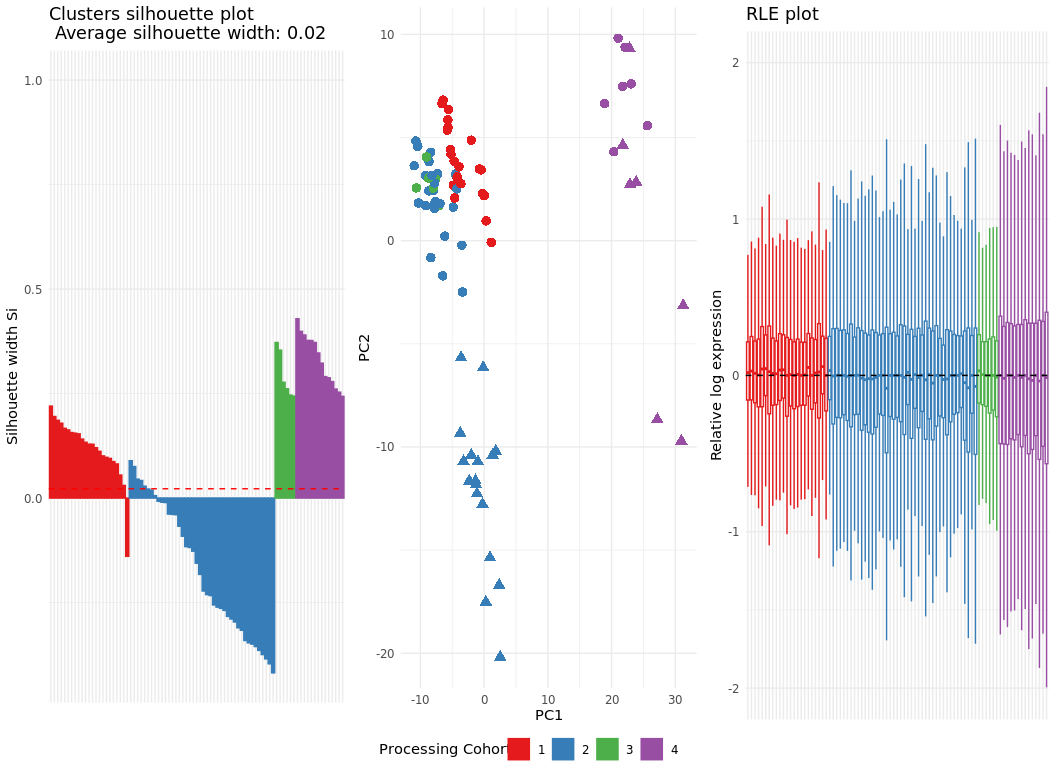 Clusters silhouette plot
Average silhouette width: 0.02
Silhouette width Si
1.0
0.5
0.0
PC2
10
0
-10
-20
-10
0
10
20
30
PC1
RLE plot
Relative log expression
2
1
0
-1
-2
Processing Cohort
1
2
3
4